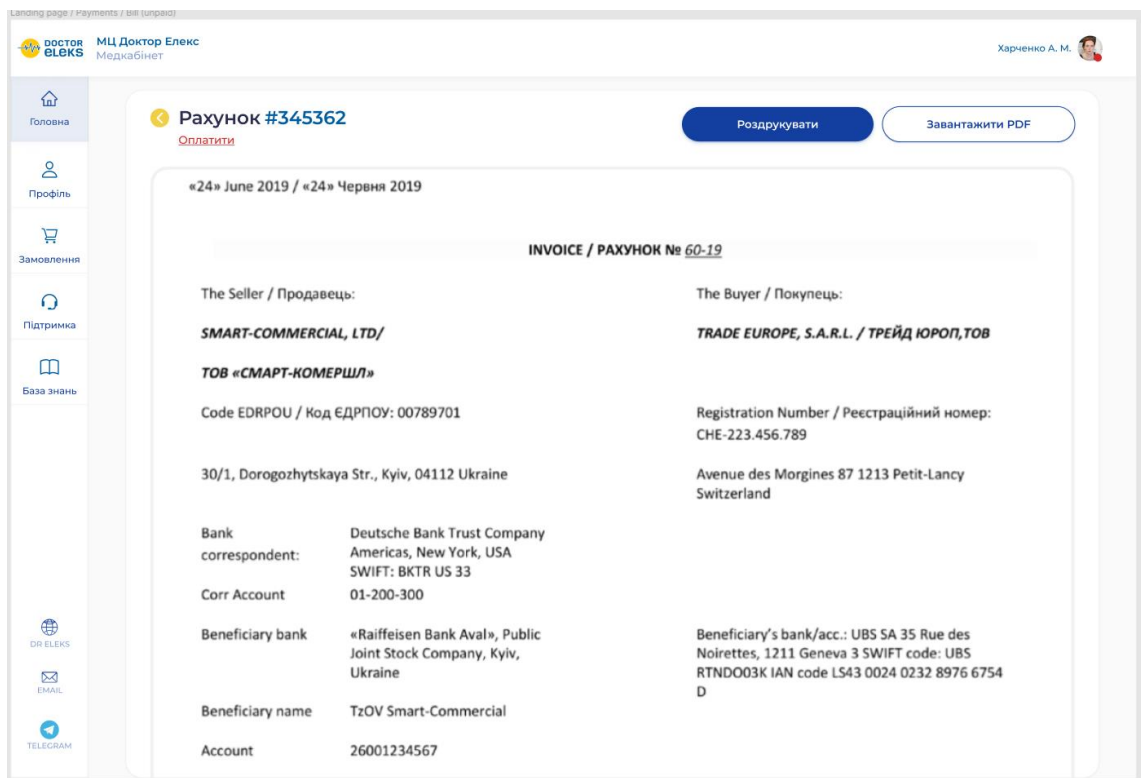 Landing page / Payments / Bill (unpaid)
DOCTOR
eleks
МЦ Доктор Елекс
Медкабінет
Харченко А. М.
Головна
Профіль
Замовлення
Підтримка
База знань
DR ELEKS
EMAIL
TELEGRAM
Рахунок #345362
Оплатити
Роздрукувати
Завантажити PDF
«24» June 2019 / «24» Червня 2019
INVOICE / РАХУНОК № 60-19
The Seller / Продавець:
The Buyer / Покупець:
SMART-COMMERCIAL, LTD/
TRADE EUROPE, S.A.R.L. / ТРЕЙД ЮРОП,ТОВ
ТОВ «СМАРТ-КОМЕРШЛ»
Code EDRPOU / Код ЄДРПОУ: 00789701
Registration Number / Реєстраційний номер:
CHE-223.456.789
30/1, Dorogozhytskaya Str., Kyiv, 04112 Ukraine
Avenue des Morgines 87 1213 Petit-Lancy
Switzerland
Bank
correspondent:
Deutsche Bank Trust Company
Americas, New York, USA
SWIFT: BKTR US 33
Corr Account
01-200-300
Beneficiary bank
«Raiffeisen Bank Aval», Public
Joint Stock Company, Kyiv,
Ukraine
Beneficiary's bank/acc.: UBS SA 35 Rue des
Noirettes, 1211 Geneva 3 SWIFT code: UBS
RTNDO03K IAN code LS43 0024 0232 8976 6754
D
Beneficiary name
TzOV Smart-Commercial
Account
26001234567